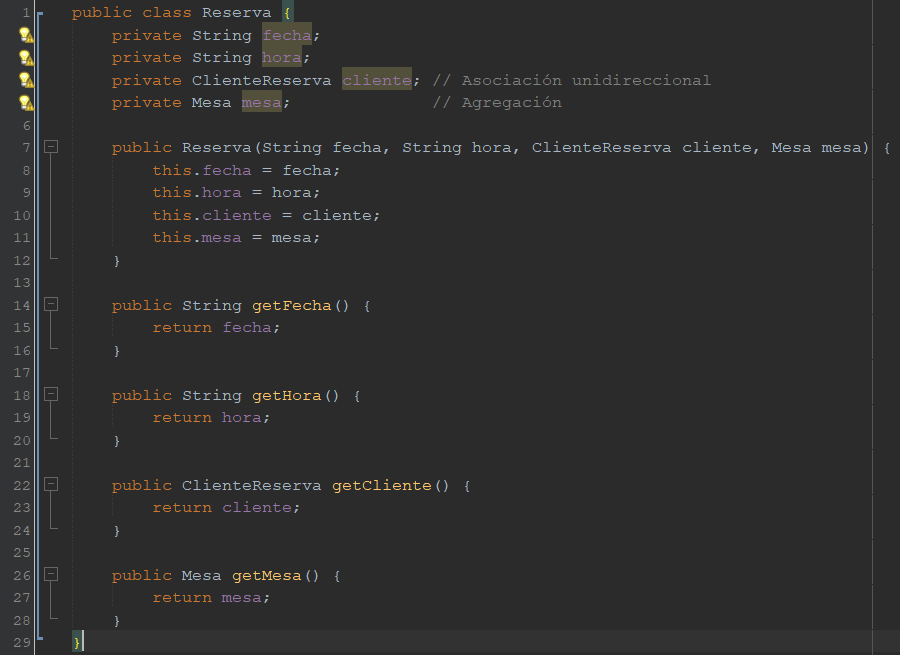 1 public class Reserva {
private String fecha;
private String hora;
private ClienteReserva cliente; // Asociación unidireccional
private Mesa mesa; // Agregación
6
7 public Reserva(String fecha, String hora, ClienteReserva cliente, Mesa mesa) {
8 this.fecha = fecha;
9 this.hora = hora;
10 this.cliente = cliente;
11 this.mesa = mesa;
12 }
13
14 public String getFecha() {
15 return fecha;
16 }
17
18 public String getHora() {
19 return hora;
20 }
21
22 public ClienteReserva getCliente() {
23 return cliente;
24 }
25
26 public Mesa getMesa() {
27 return mesa;
28 }
29 }